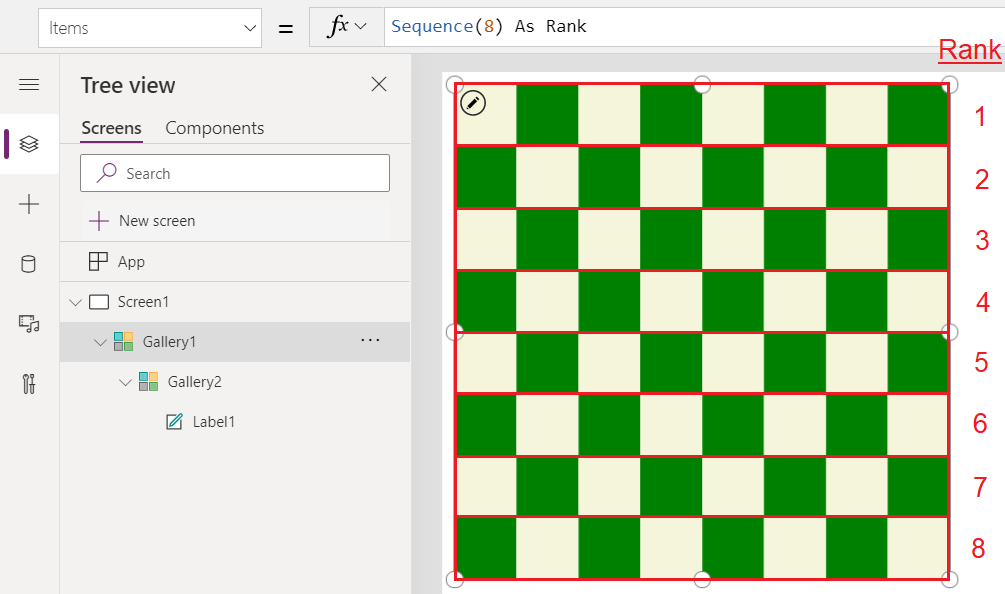 Items = fx Sequence(8) As Rank
Rank
Tree view
Screens Components
Search
New screen
App
Screen1
Gallery1 ...
Gallery2
Label1
1
2
3
4
5
6
7
8